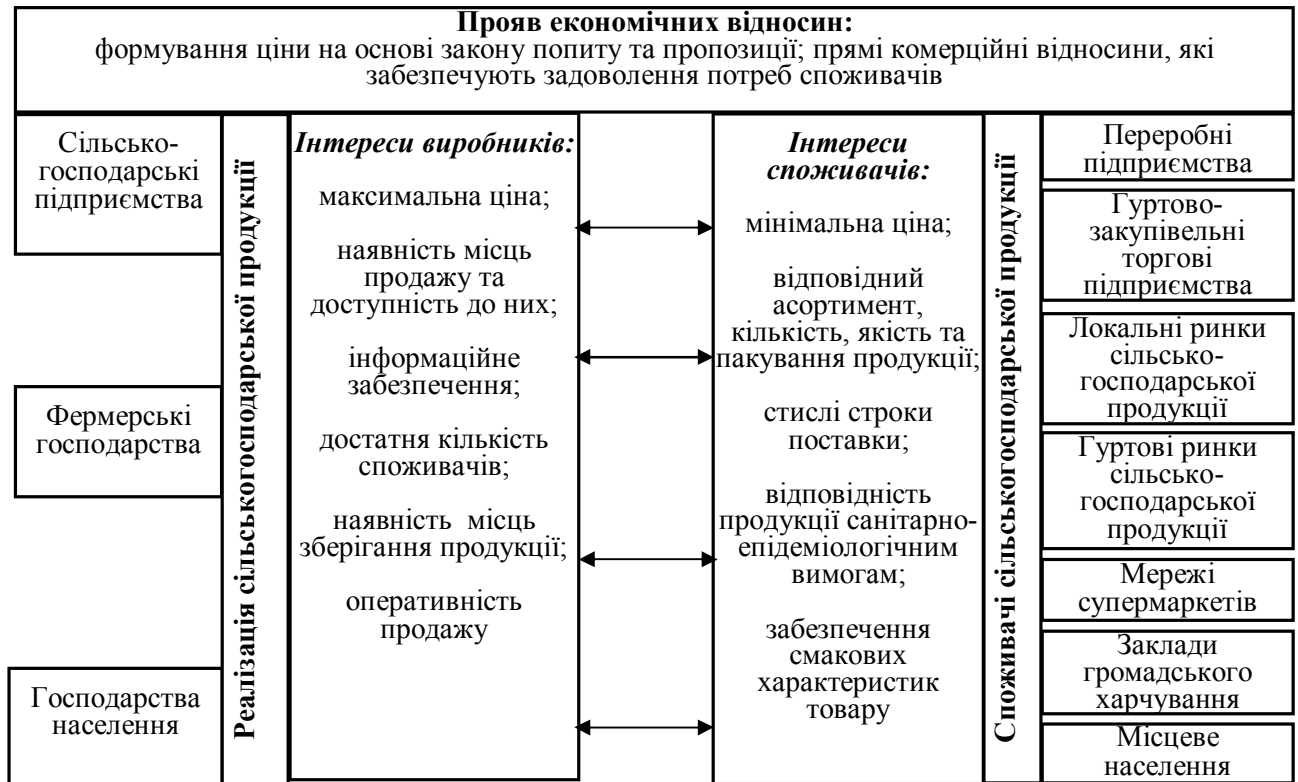 Прояв економічних відносин:
формування ціни на основі закону попиту та пропозиції; прямі комерційні відносини, які
забезпечують задоволення потреб споживачів
Сільсько-
господарські
підприємства
Фермерські
господарства
Господарства
населення
Реалізація сільськогосподарської продукції
Інтереси виробників:
максимальна ціна;
наявність місць
продажу та
доступність до них;
інформаційне
забезпечення;
достатня кількість
споживачів;
наявність місць
зберігання продукції;
оперативність
продажу
Інтереси
споживачів:
мінімальна ціна;
відповідний
асортимент,
кількість, якість та
пакування продукції;
стислі строки
поставки;
відповідність
продукції санітарно-
епідеміологічним
вимогам;
забезпечення
смакових
характеристик
товару
Споживачі сільськогосподарської продукції
Переробні
підприємства
Гуртово-
закупівельні
торгові
підприємства
Локальні ринки
сільсько-
господарської
продукції
Гуртові ринки
сільсько-
господарської
продукції
Мережі
супермаркетів
Заклади
громадського
харчування
Місцеве
населення